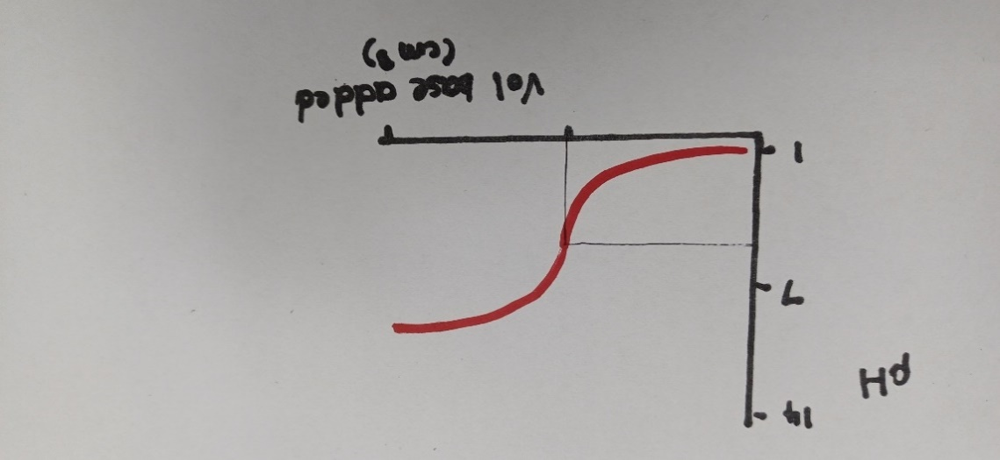 pH
14
7
1
Vol base added
(cm³)